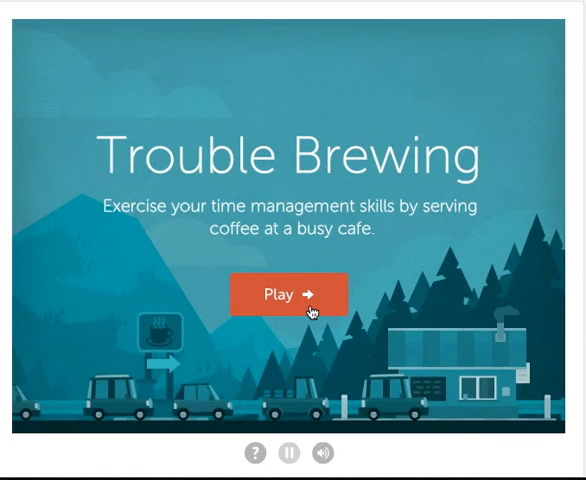 Trouble Brewing
Exercise your time management skills by serving
coffee at a busy cafe.
Play
?